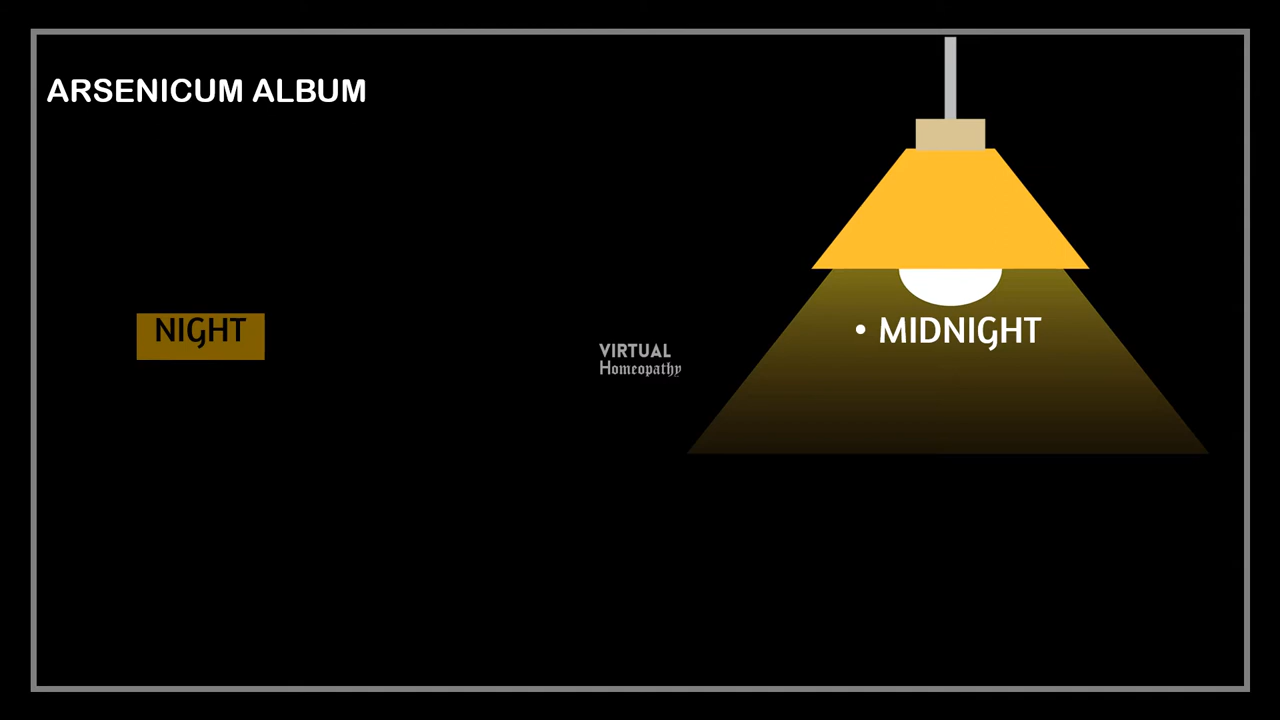 ARSENICUM ALBUM
NIGHT
• MIDNIGHT
VIRTUAL
Homeopathy